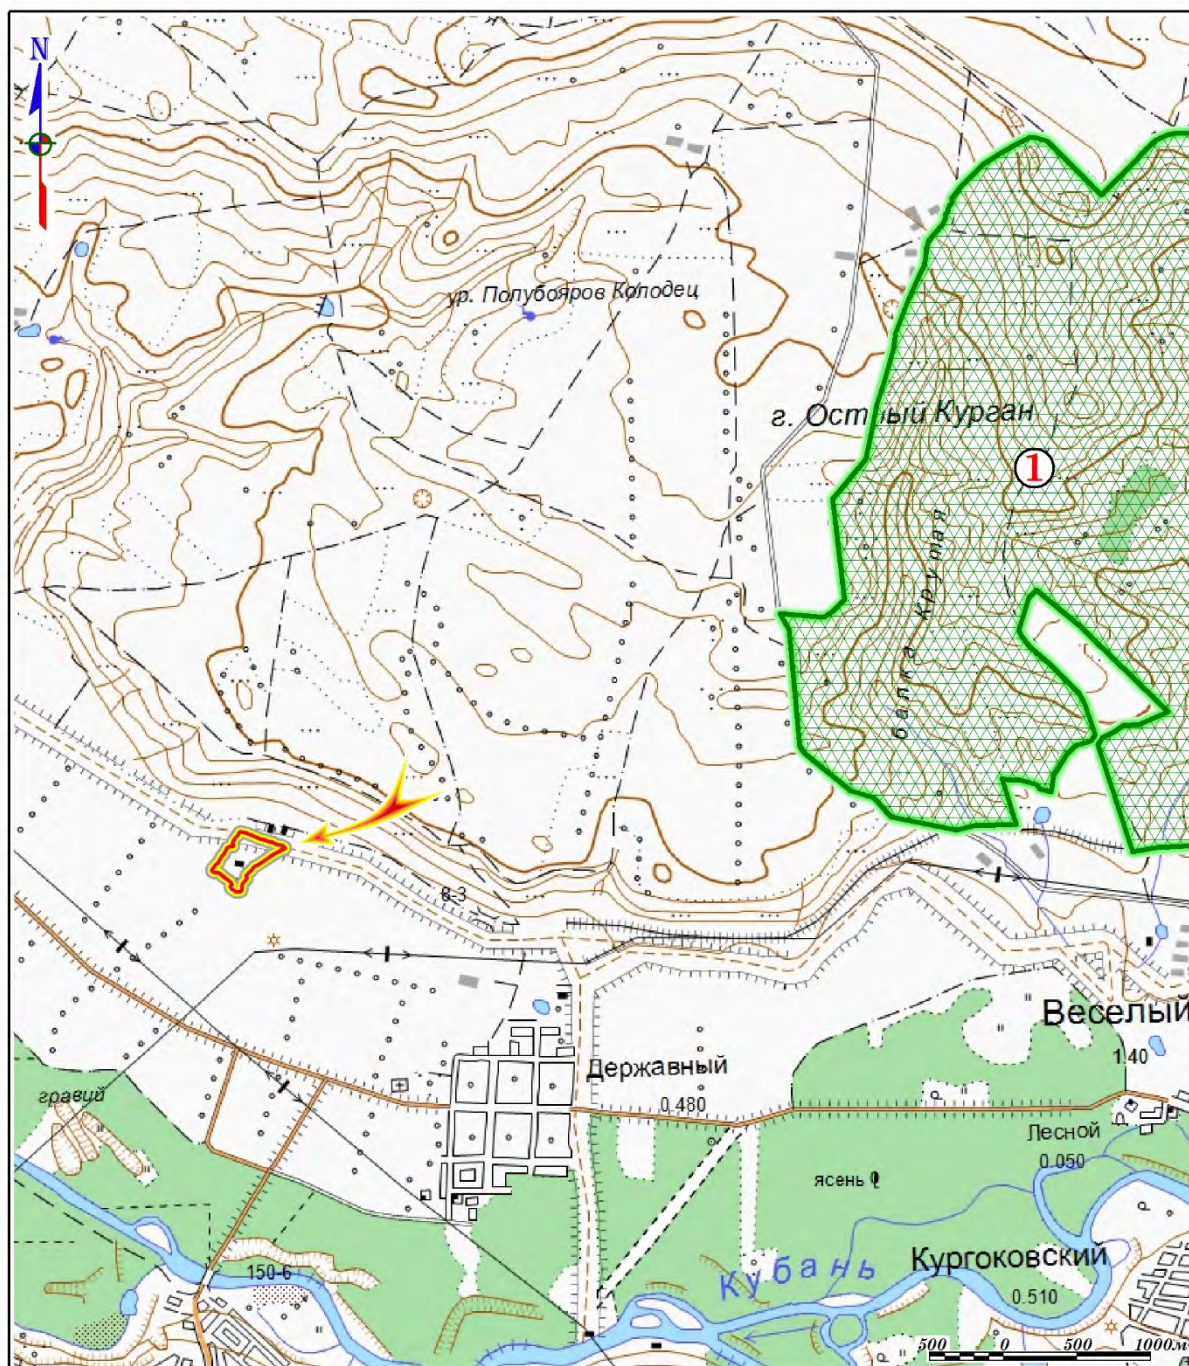 N
ур. Полубояров Колодец
г. Острый Курган
1
балка Крутая
8-3
Веселый
1.40
Державный
0.480
гравий
Лесной
0.050
ясень
Кургоковский
0.510
Кубань
150-6
500 0 500 1000м